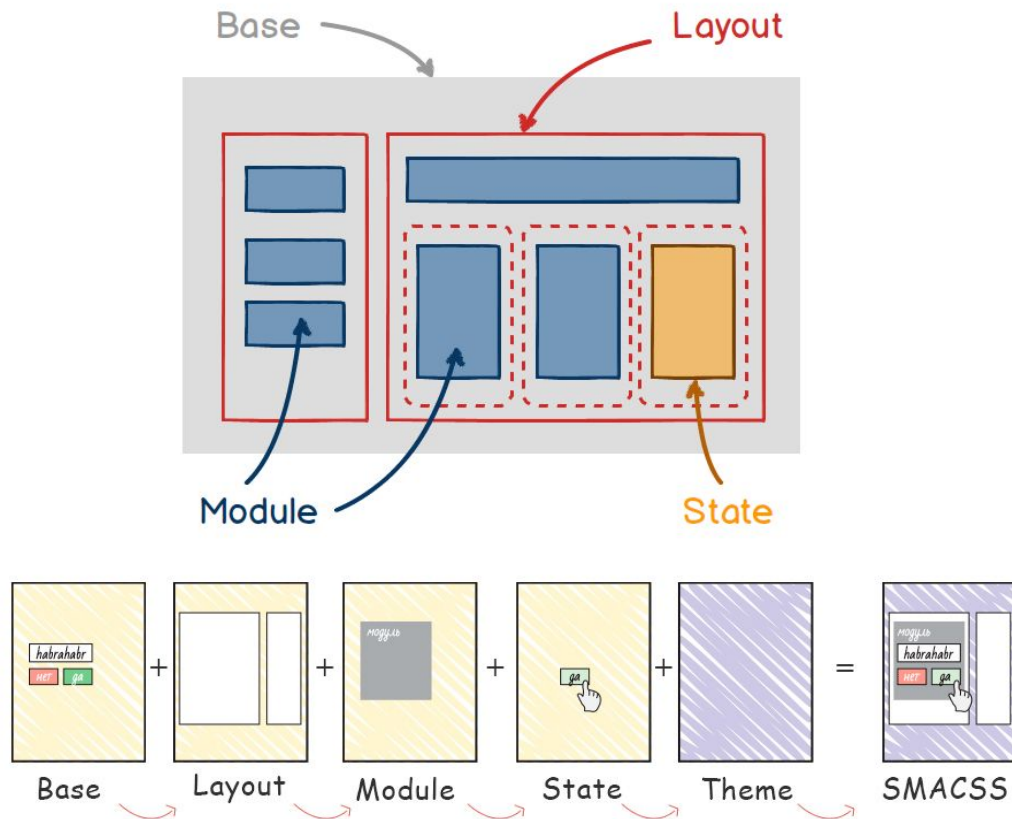 Base
Layout
Module
State
habrahabr
нет да
+
+
модуль
+
да
+
=
модуль
habrahabr
нет да
Base
Layout
Module
State
Theme
SMACSS